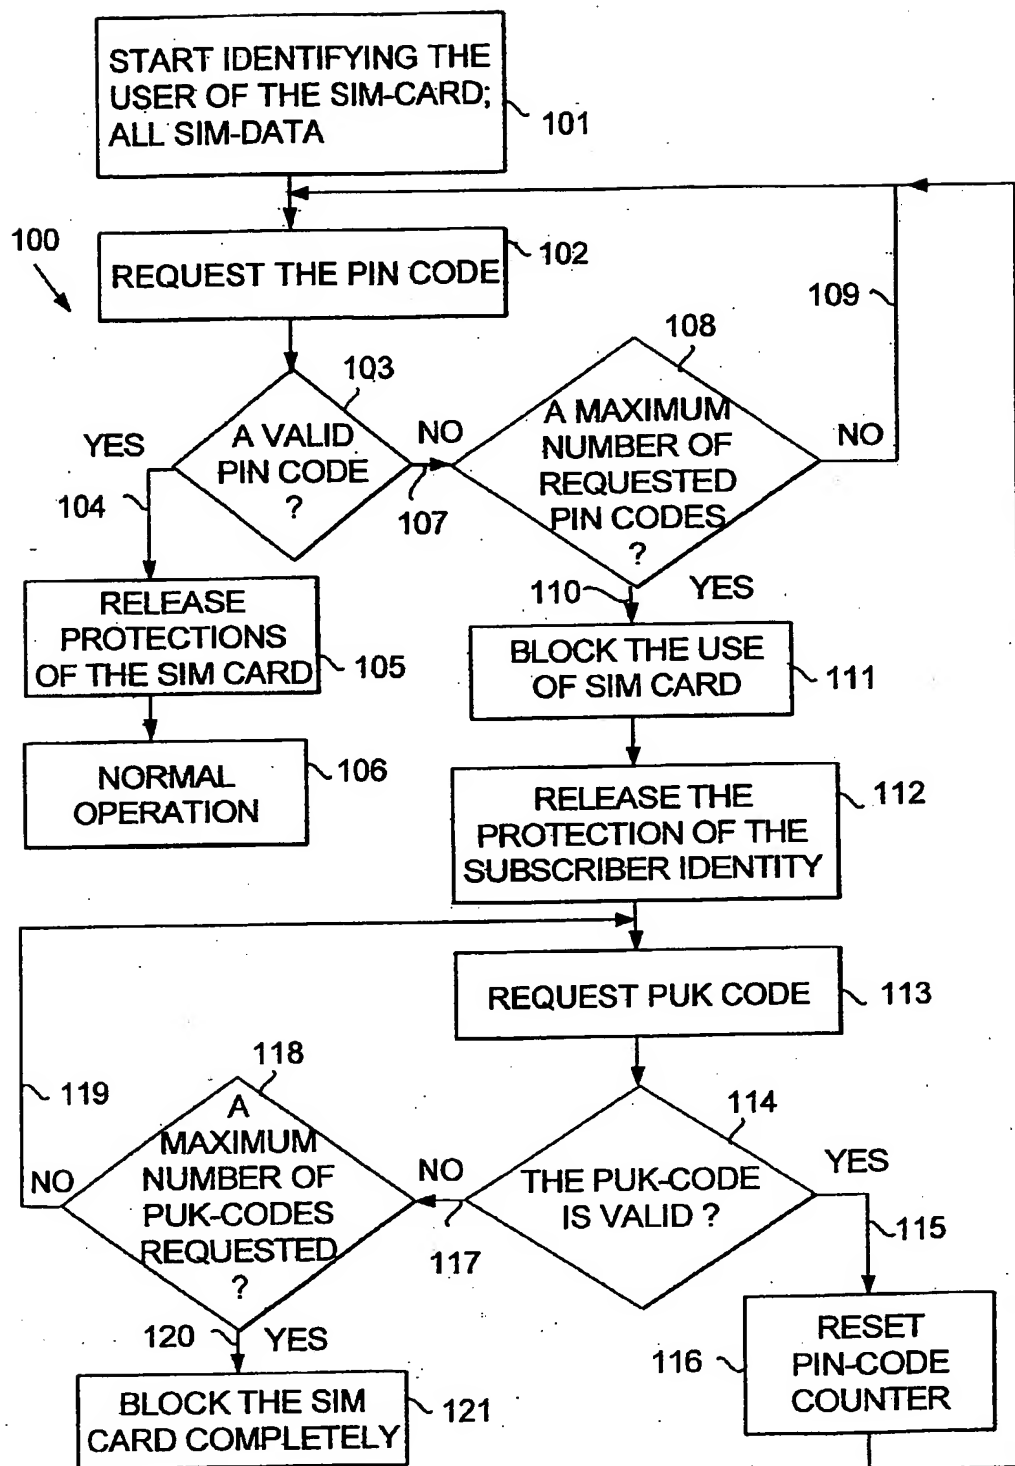 START IDENTIFYING THE
USER OF THE SIM-CARD;
ALL SIM-DATA
101
100
REQUEST THE PIN CODE
102
109
103
108
YES
A VALID
PIN CODE
?
NO
A MAXIMUM
NUMBER OF
REQUESTED
PIN CODES
?
NO
104
107
110
YES
RELEASE
PROTECTIONS
OF THE SIM CARD
105
BLOCK THE USE
OF SIM CARD
111
NORMAL
OPERATION
106
RELEASE THE
PROTECTION OF THE
SUBSCRIBER IDENTITY
112
REQUEST PUK CODE
113
118
119
114
A
MAXIMUM
NUMBER OF
PUK-CODES
REQUESTED
?
NO
NO
THE PUK-CODE
IS VALID ?
YES
117
115
120
YES
RESET
PIN-CODE
COUNTER
116
BLOCK THE SIM
CARD COMPLETELY
121